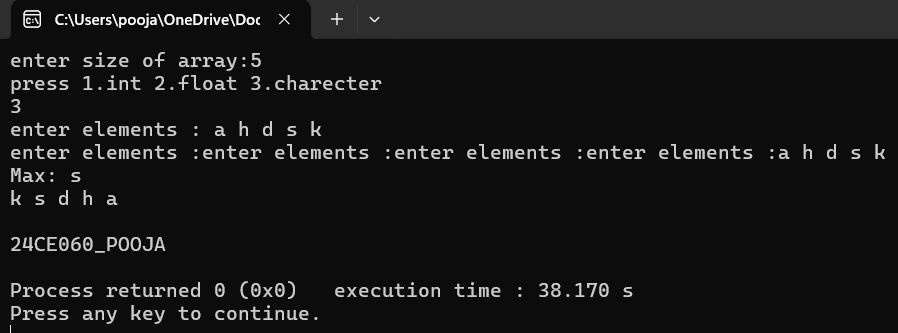 C:\Users\pooja\OneDrive\Doc
enter size of array:5
press 1.int 2.float 3.charecter
3
enter elements : a h d s k
enter elements :enter elements :enter elements :enter elements :a h d s k
Max: s
k s d h a
24CE060_POOJA
Process returned 0 (0x0)   execution time : 38.170 s
Press any key to continue.